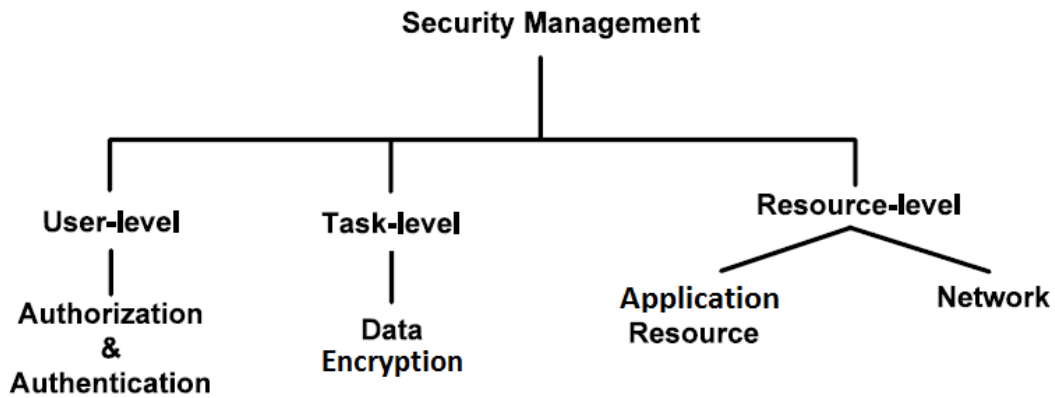 Security Management
User-level
Task-level
Resource-level
Authorization
&
Authentication
Data
Encryption
Application
Resource
Network